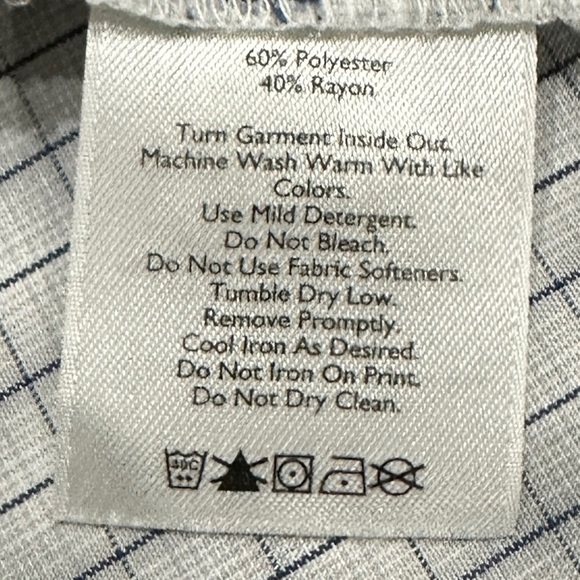 60% Polyester
40% Rayon
Turn Garment Inside Out.
Machine Wash Warm With Like
Colors.
Use Mild Detergent.
Do Not Bleach.
Do Not Use Fabric Softeners.
Tumble Dry Low.
Remove Promptly.
Cool Iron As Desired.
Do Not Iron On Print.
Do Not Dry Clean.
40C